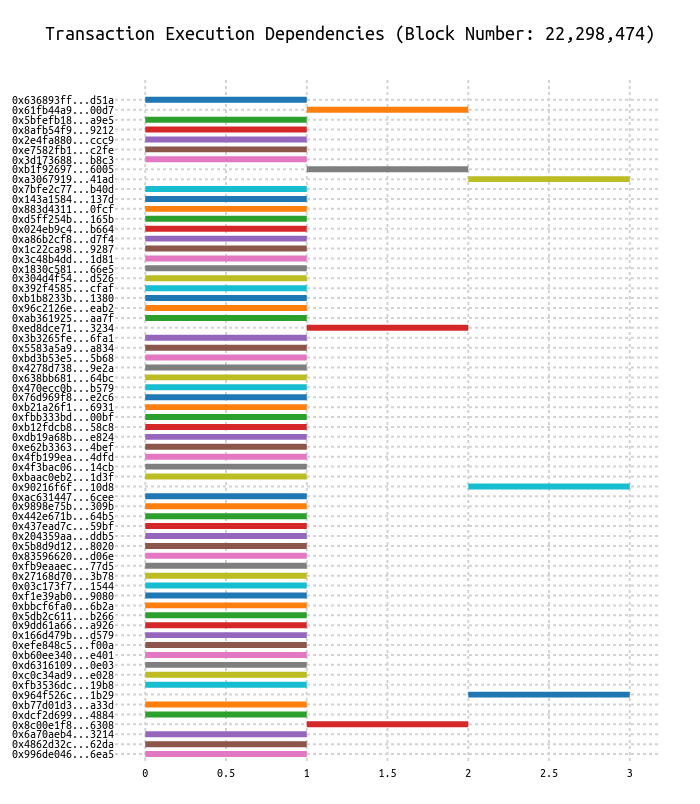 Transaction Execution Dependencies (Block Number: 22,298,474)
0x636893ff...d51a
0x61fb44a9...00d7
0x5bfefb18...a9e5
0x8afb54f9...9212
0x2e4fa880...ccc9
0xe7582fb1...c2fe
0x3d173688...b8c3
0xb1f92697...6005
0xa3067919...41ad
0x7bfe2c77...b40d
0x143a1584...137d
0x883d4311...0fcf
0xd5ff254b...165b
0x024eb9c4...b664
0xa86b2cf8...d7f4
0x1c22ca98...9287
0x3c48b4dd...1d81
0x1830c581...66e5
0x304d4f54...d526
0x392f4585...cfaf
0xb1b8233b...1380
0x96c2126e...eab2
0xab361925...aa7f
0xed8dce71...3234
0x3b3265fe...6fa1
0x5583a5a9...a834
0xbd3b53e5...5b68
0x4278d738...9e2a
0x638bb681...64bc
0x470ecc0b...b579
0x76d969f8...e2c6
0xb21a26f1...6931
0xfbb333bd...00bf
0xb12fdcb8...58c8
0xdb19a68b...e824
0xe62b3363...4bef
0x4fb199ea...4dfd
0x4f3bac06...14cb
0xbaac0eb2...1d3f
0x90216f6f...10d8
0xac631447...6cee
0x9898e75b...309b
0x442e671b...64b5
0x437ead7c...59bf
0x204359aa...ddb5
0x5b8d9d12...8020
0x83596620...d06e
0xfb9eaaec...77d5
0x27168d70...3b78
0x03c173f7...1544
0xf1e39ab0...9080
0xbbcf6fa0...6b2a
0x5db2c611...b266
0x9dd61a66...a926
0x166d479b...d579
0xefe848c5...f00a
0xb60ee340...e401
0xd6316109...0e03
0xc0c34ad9...e028
0xfb3536dc...19b8
0x964f526c...1b29
0xb77d01d3...a33d
0xdcf2d699...4884
0x8c00e1f8...6308
0x6a70aeb4...3214
0x4862d32c...62da
0x996de046...6ea5
0 0.5 1 1.5 2 2.5 3